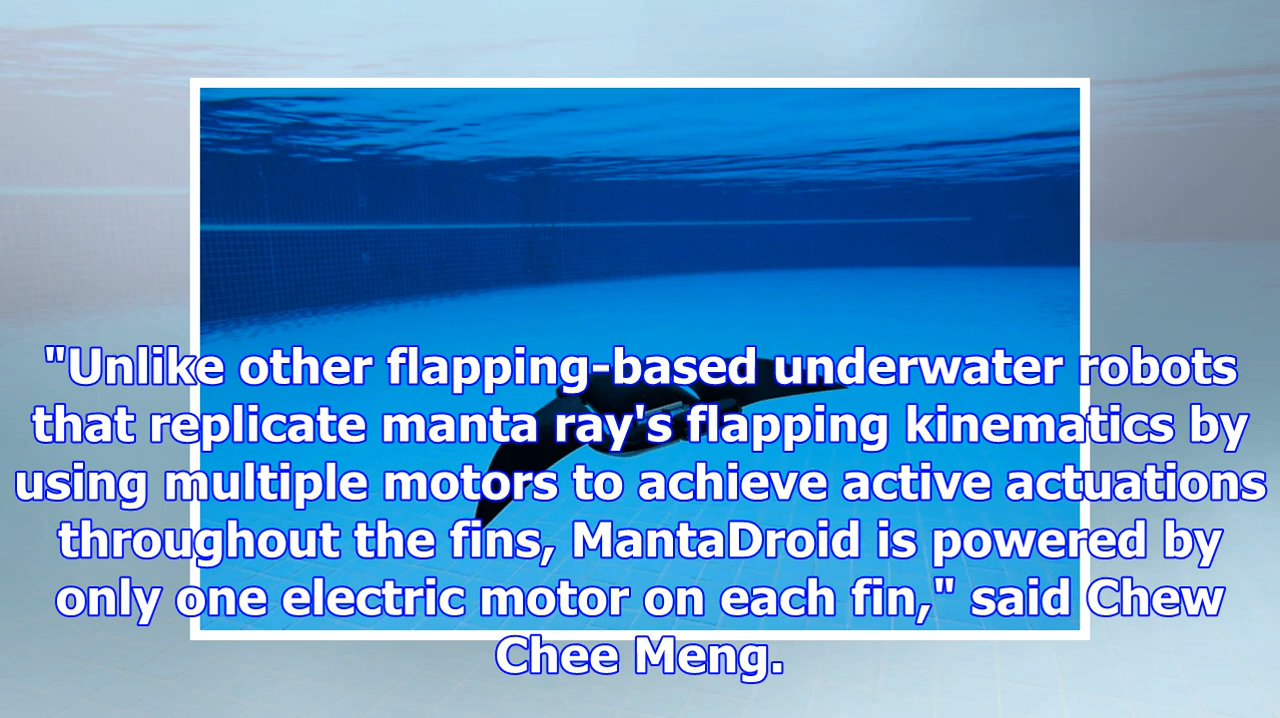 "Unlike other flapping-based underwater robots
that replicate manta ray's flapping kinematics by
using multiple motors to achieve active actuations
throughout the fins, MantaDroid is powered by
only one electric motor on each fin," said Chew
Chee Meng.